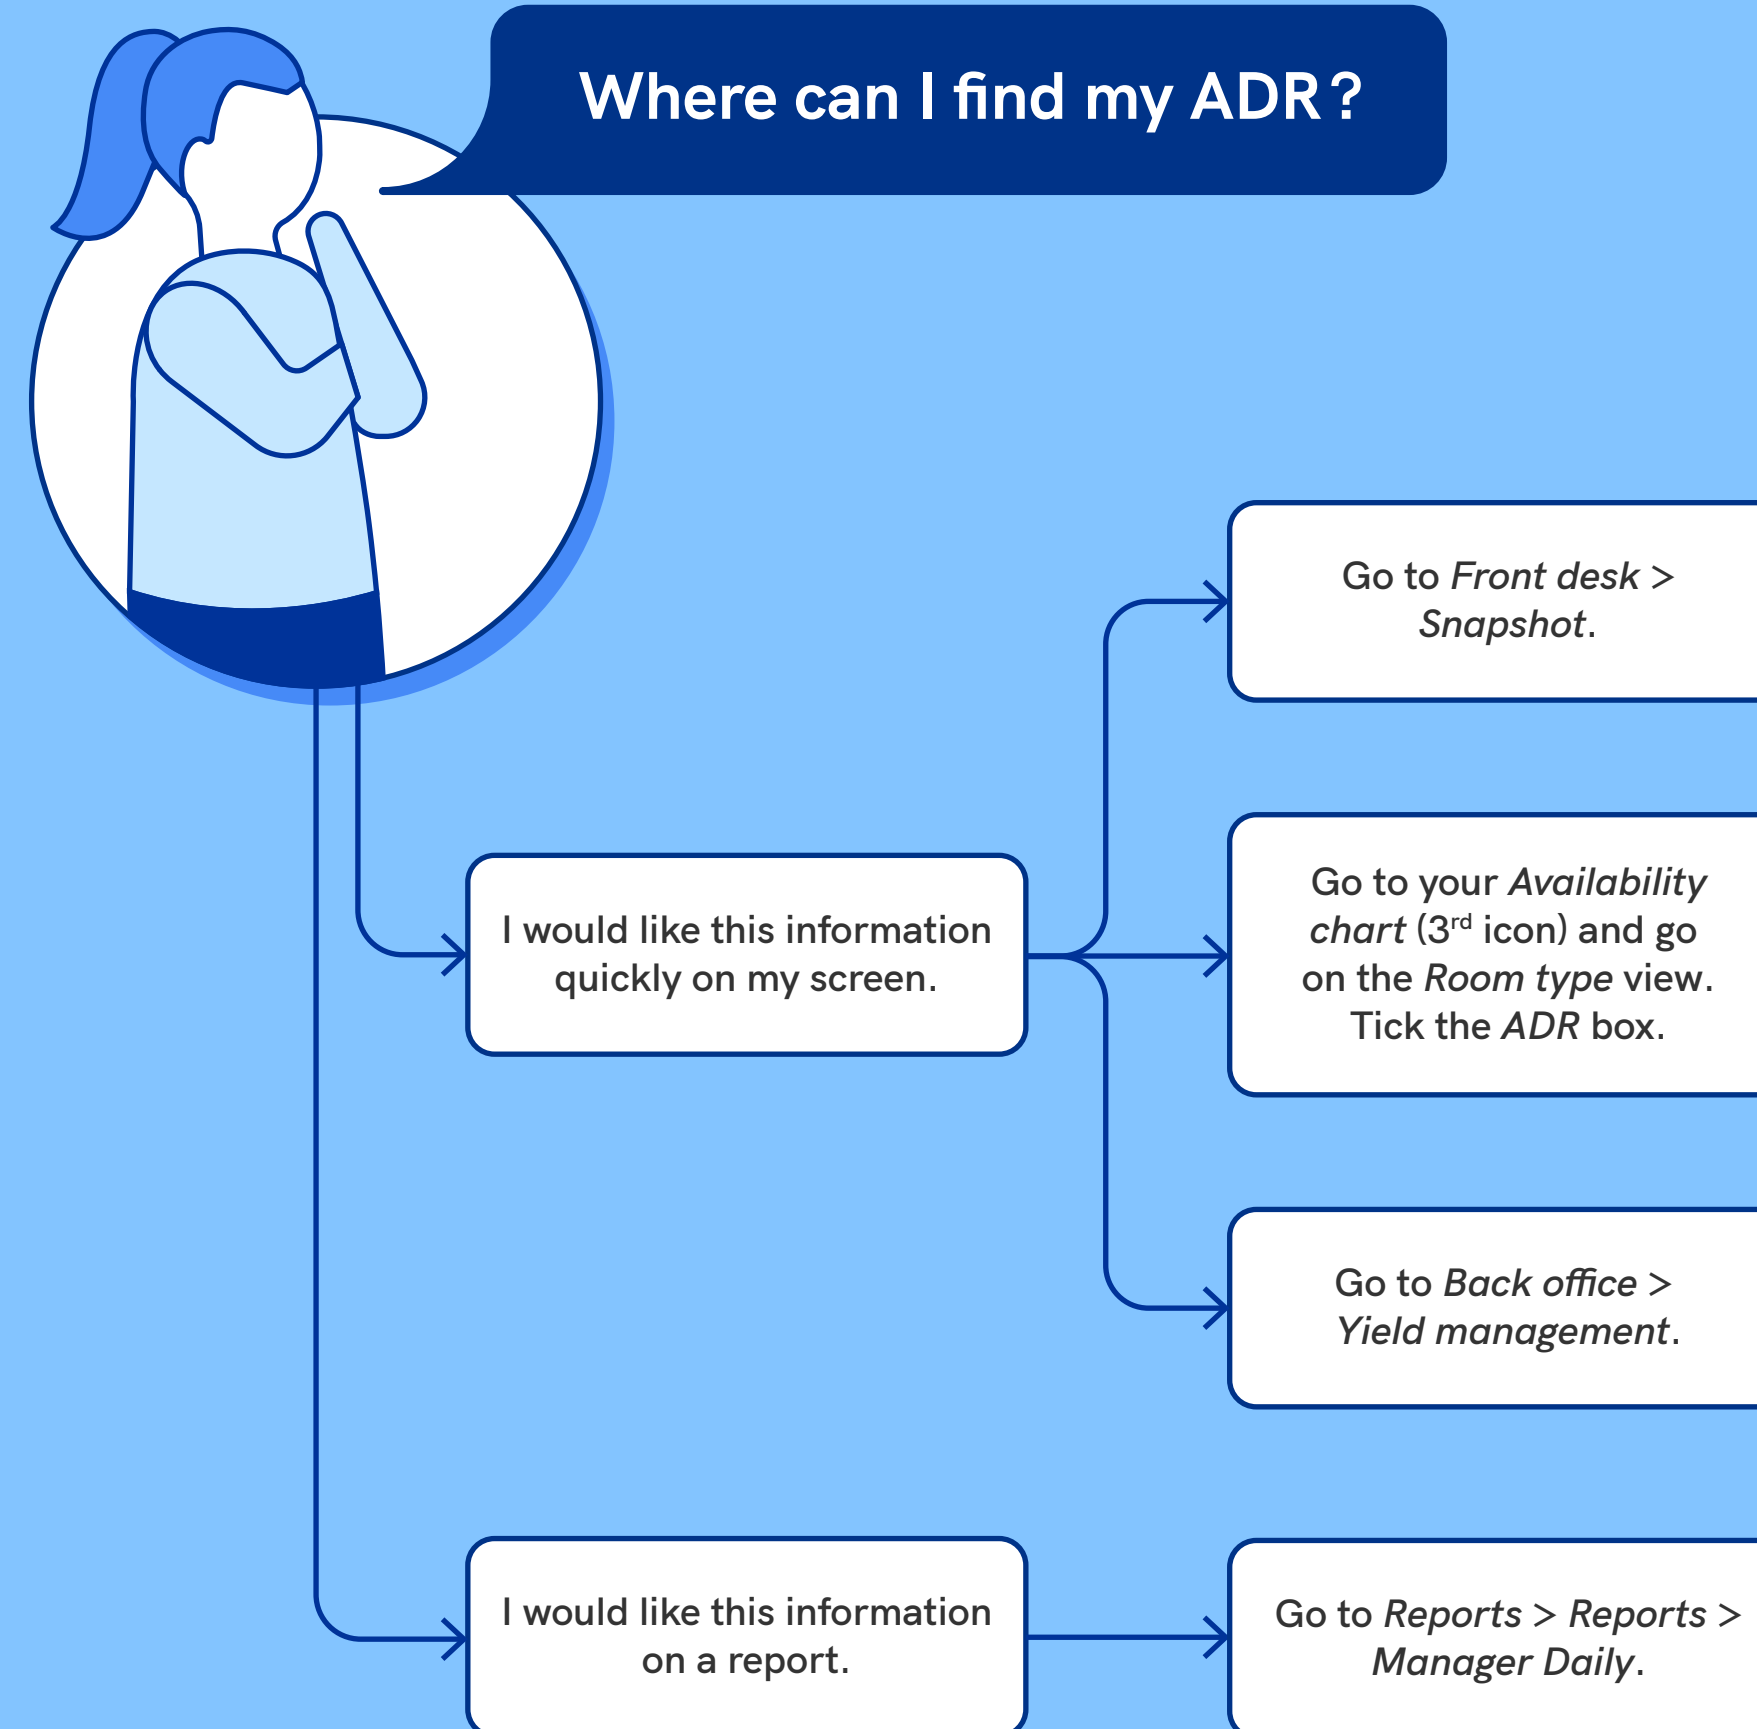 Where can I find my ADR?
Go to Front desk >
Snapshot.
I would like this information
quickly on my screen.
Go to your Availability
chart (3rd icon) and go
on the Room type view.
Tick the ADR box.
Go to Back office >
Yield management.
I would like this information
on a report.
Go to Reports > Reports >
Manager Daily.